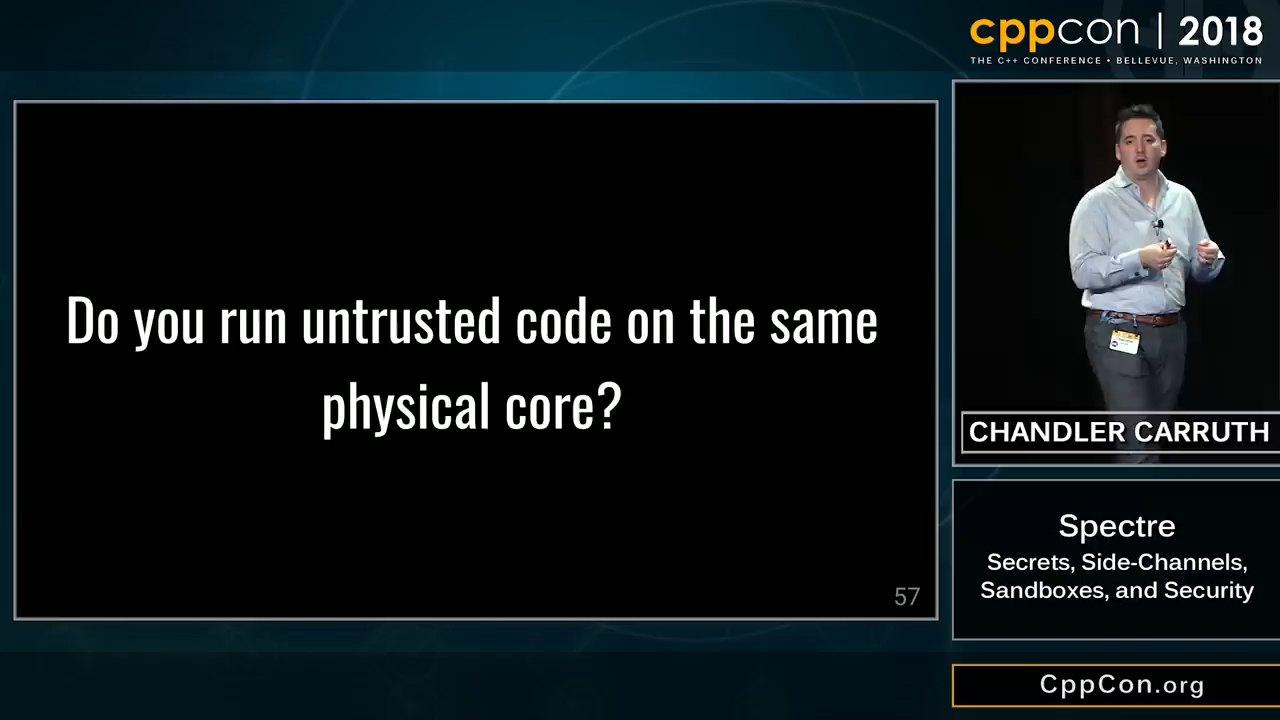 cppcon | 2018
THE C++ CONFERENCE • BELLEVUE, WASHINGTON
Do you run untrusted code on the same
physical core?
57
CHANDLER CARRUTH
Spectre
Secrets, Side-Channels,
Sandboxes, and Security
CppCon.org